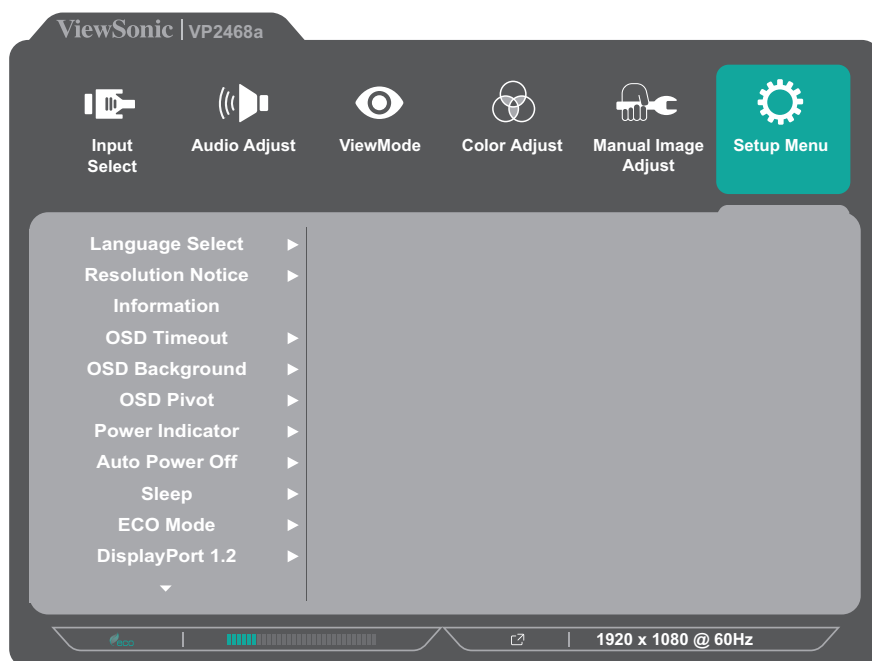 ViewSonic | VP2468a
Input Select
Audio Adjust
ViewMode
Color Adjust
Manual Image Adjust
Setup Menu
Language Select
Resolution Notice
Information
OSD Timeout
OSD Background
OSD Pivot
Power Indicator
Auto Power Off
Sleep
ECO Mode
DisplayPort 1.2
eco
1920 x 1080 @ 60Hz